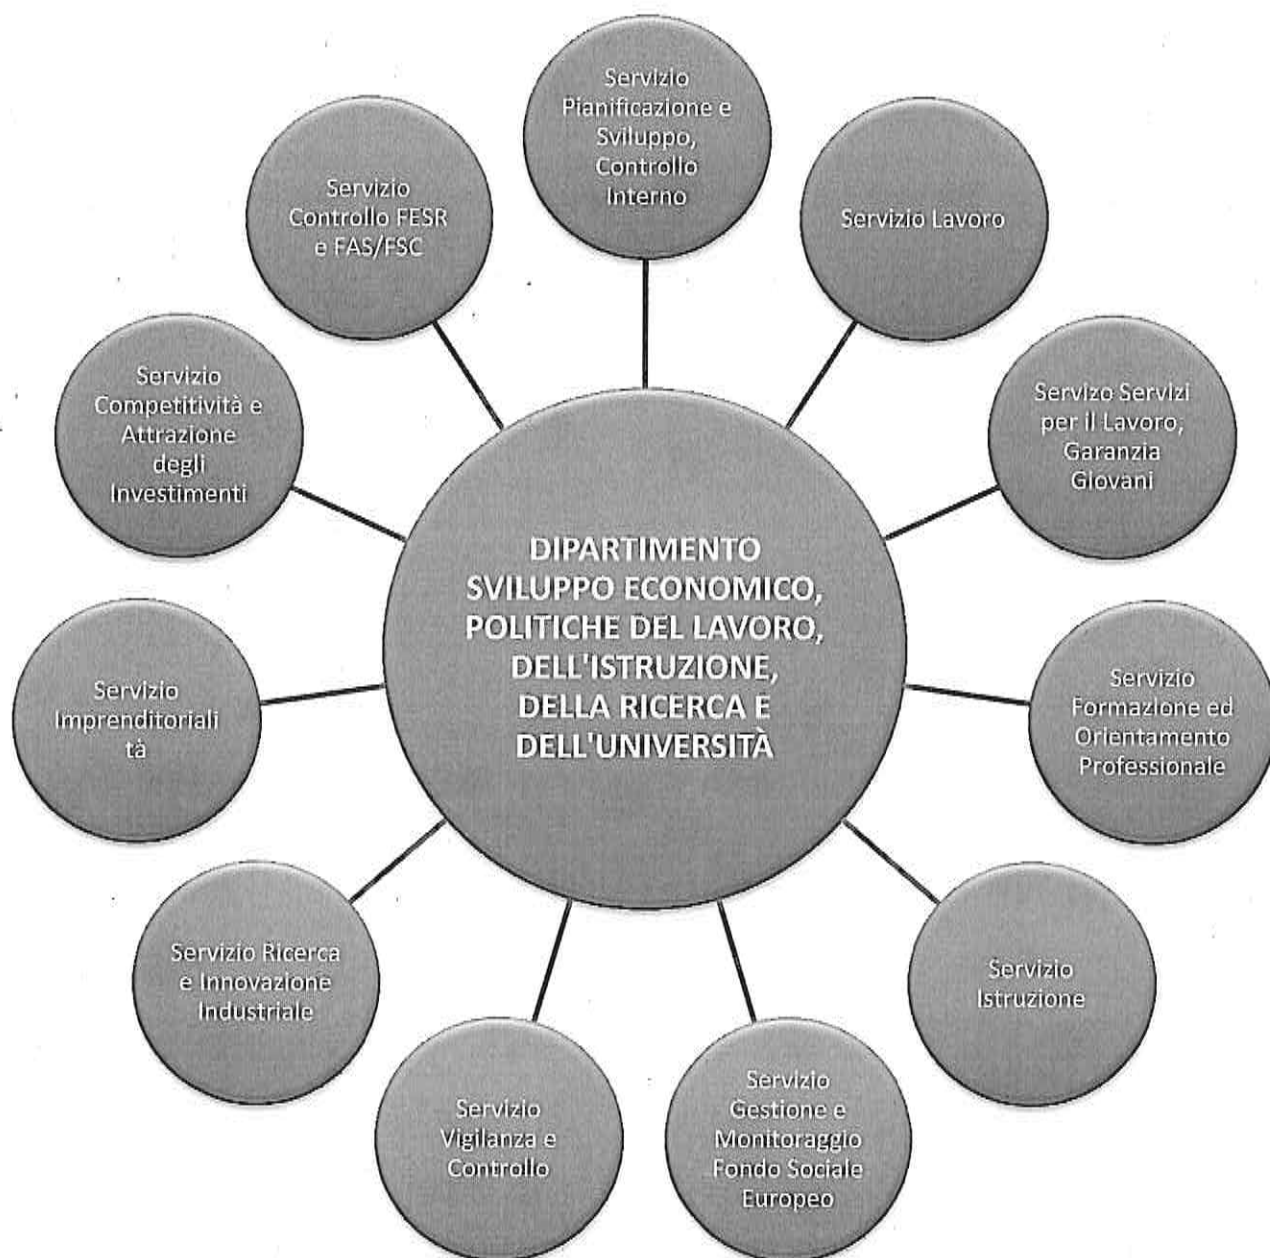 Servizio
Pianificazione e
Sviluppo,
Controllo
Interno
Servizio Lavoro
Servizo Servizi
per il Lavoro,
Garanzia
Giovani
Servizio
Formazione ed
Orientamento
Professionale
Servizio
Istruzione
Servizio
Gestione e
Monitoraggio
Fondo Sociale
Europeo
Servizio
Vigilanza e
Controllo
Servizio Ricerca
e Innovazione
Industriale
Servizio
Imprenditoriali
tà
Servizio
Competitività e
Attrazione
degli
Investimenti
Servizio
Controllo FESR
e FAS/FSC
DIPARTIMENTO
SVILUPPO ECONOMICO,
POLITICHE DEL LAVORO,
DELL'ISTRUZIONE,
DELLA RICERCA E
DELL'UNIVERSITÀ